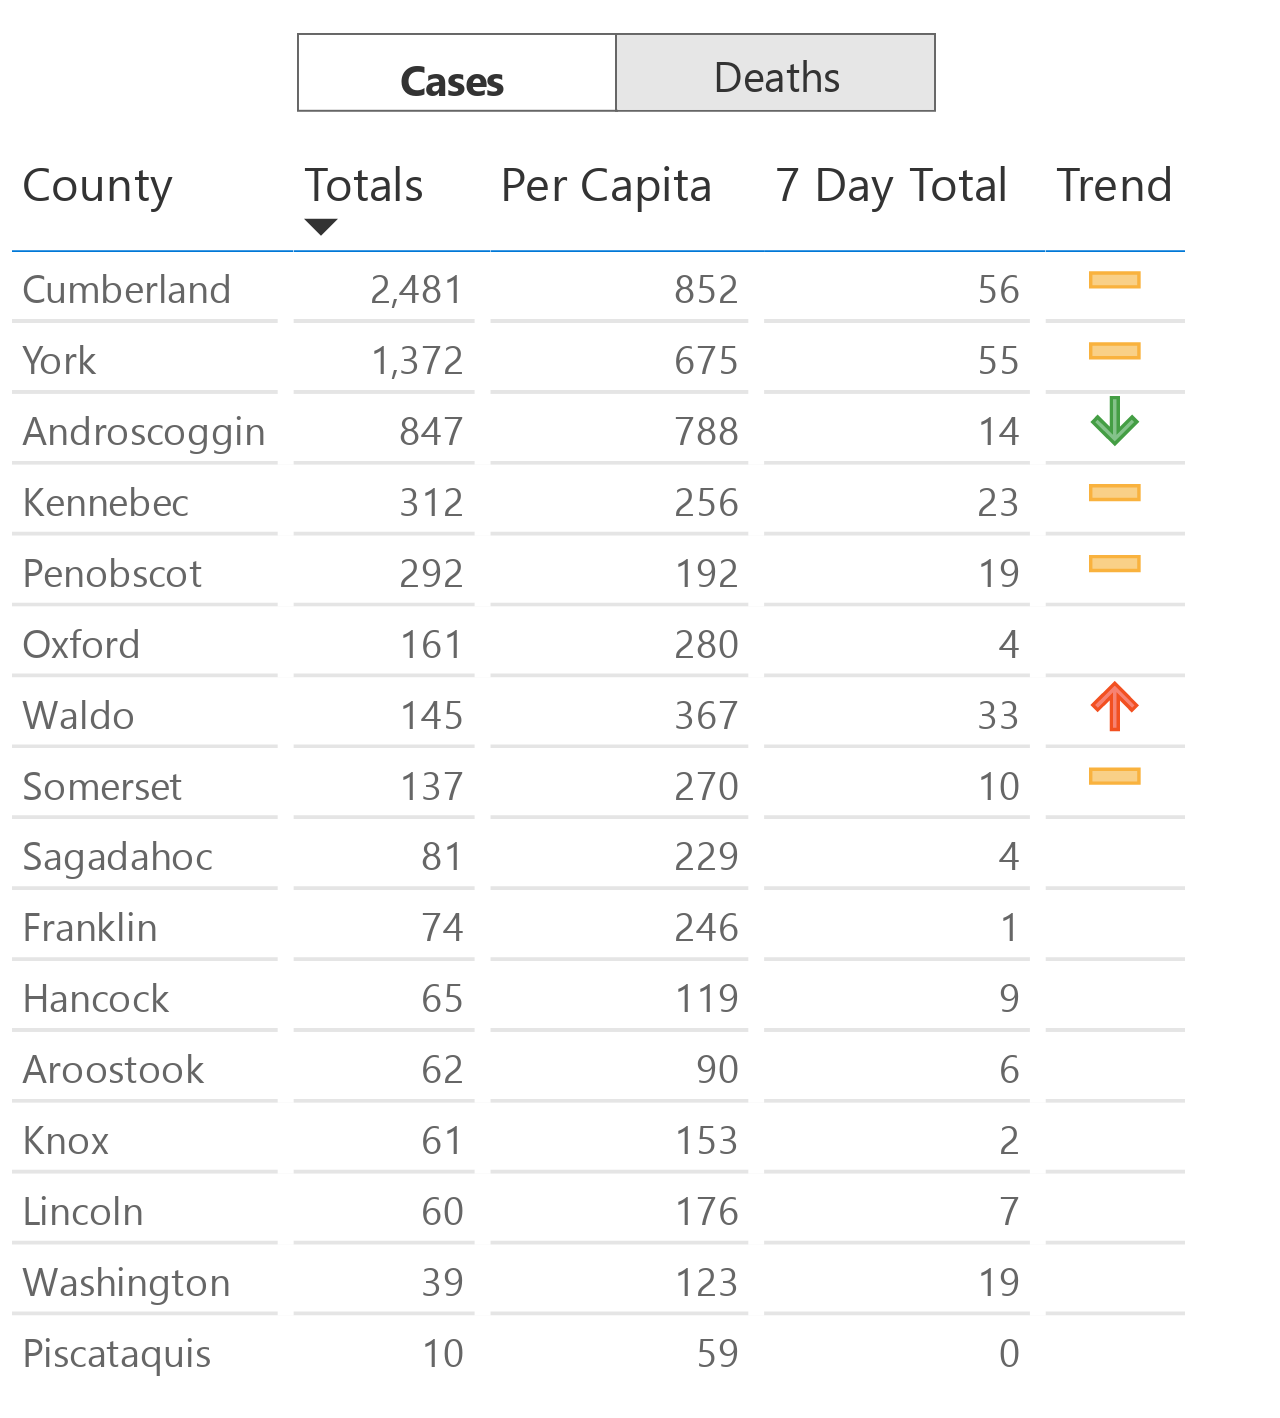 Cases Deaths
County Totals Per Capita 7 Day Total Trend
Cumberland 2,481 852 56
York 1,372 675 55
Androscoggin 847 788 14
Kennebec 312 256 23
Penobscot 292 192 19
Oxford 161 280 4
Waldo 145 367 33
Somerset 137 270 10
Sagadahoc 81 229 4
Franklin 74 246 1
Hancock 65 119 9
Aroostook 62 90 6
Knox 61 153 2
Lincoln 60 176 7
Washington 39 123 19
Piscataquis 10 59 0